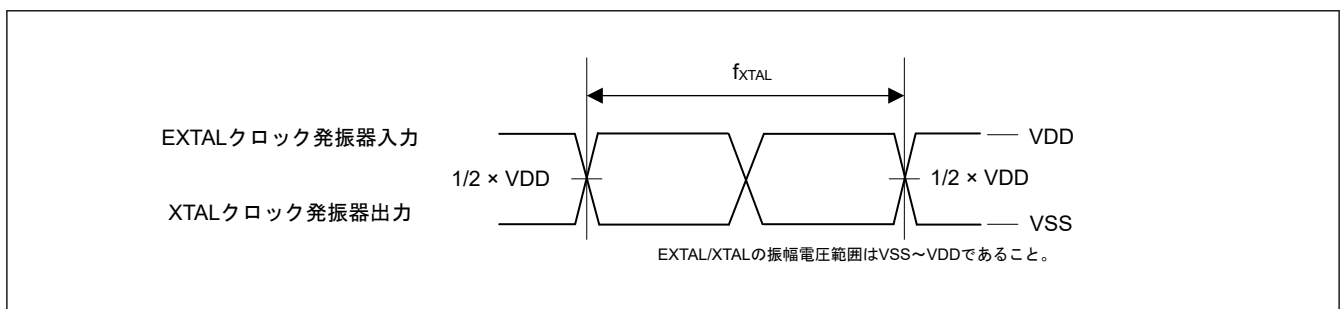 fXTAL
EXTALクロック発振器入力
VDD
1/2 × VDD
1/2 × VDD
XTALクロック発振器出力
VSS
EXTAL/XTALの振幅電圧範囲はVSS~VDDであること。